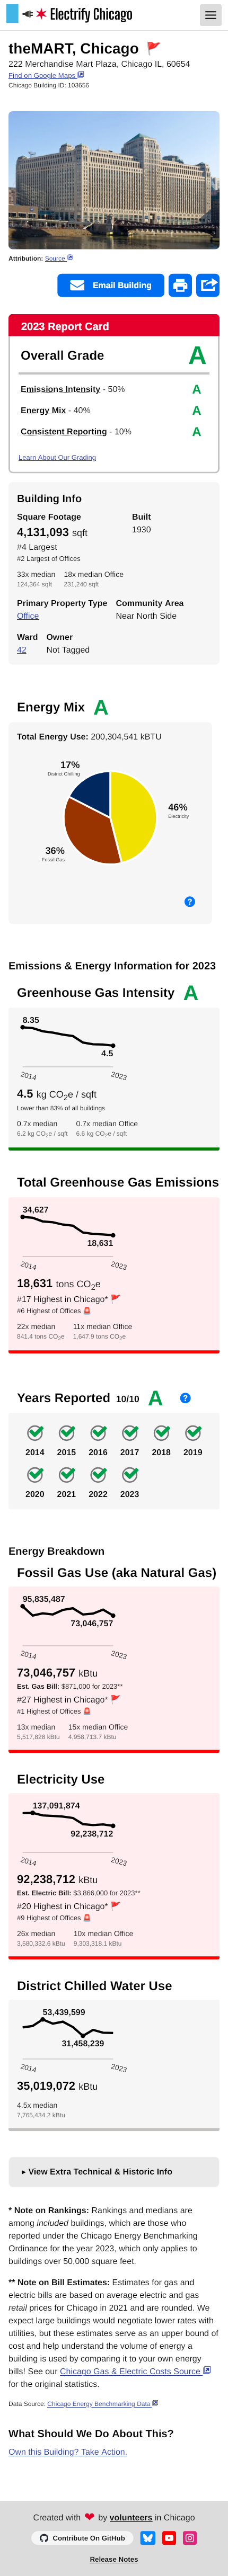 Electrify Chicago
theMART, Chicago 🚩
222 Merchandise Mart Plaza, Chicago IL, 60654
Find on Google Maps
Chicago Building ID: 103656
Attribution: Source
Email Building
2023 Report Card
Overall Grade A
Emissions Intensity - 50% A
Energy Mix - 40% A
Consistent Reporting - 10% A
Learn About Our Grading
Building Info
Square Footage Built
4,131,093 sqft 1930
#4 Largest
#2 Largest of Offices
33x median 18x median Office
124,364 sqft 231,240 sqft
Primary Property Type Community Area
Office Near North Side
Ward Owner
42 Not Tagged
Energy Mix A
Total Energy Use: 200,304,541 kBTU
17%
District Chilling
46%
Electricity
36%
Fossil Gas
?
Emissions & Energy Information for 2023
Greenhouse Gas Intensity A
8.35
4.5
2014 2023
4.5 kg CO2e / sqft
Lower than 83% of all buildings
0.7x median 0.7x median Office
6.2 kg CO2e / sqft 6.6 kg CO2e / sqft
Total Greenhouse Gas Emissions
34,627
18,631
2014 2023
18,631 tons CO2e
#17 Highest in Chicago* 🚩
#6 Highest of Offices 🚨
22x median 11x median Office
841.4 tons CO2e 1,647.9 tons CO2e
Years Reported 10/10 A ?
2014 2015 2016 2017 2018 2019
2020 2021 2022 2023
Energy Breakdown
Fossil Gas Use (aka Natural Gas)
95,835,487
73,046,757
2014 2023
73,046,757 kBtu
Est. Gas Bill: $871,000 for 2023**
#27 Highest in Chicago* 🚩
#1 Highest of Offices 🚨
13x median 15x median Office
5,517,828 kBtu 4,958,713.7 kBtu
Electricity Use
137,091,874
92,238,712
2014 2023
92,238,712 kBtu
Est. Electric Bill: $3,866,000 for 2023**
#20 Highest in Chicago* 🚩
#9 Highest of Offices 🚨
26x median 10x median Office
3,580,332.6 kBtu 9,303,318.1 kBtu
District Chilled Water Use
53,439,599
31,458,239
2014 2023
35,019,072 kBtu
4.5x median
7,765,434.2 kBtu
▸ View Extra Technical & Historic Info
* Note on Rankings: Rankings and medians are
among included buildings, which are those who
reported under the Chicago Energy Benchmarking
Ordinance for the year 2023, which only applies to
buildings over 50,000 square feet.
** Note on Bill Estimates: Estimates for gas and
electric bills are based on average electric and gas
retail prices for Chicago in 2021 and are rounded. We
expect large buildings would negotiate lower rates with
utilities, but these estimates serve as an upper bound of
cost and help understand the volume of energy a
building is used by comparing it to your own energy
bills! See our Chicago Gas & Electric Costs Source
for the original statistics.
Data Source: Chicago Energy Benchmarking Data
What Should We Do About This?
Own this Building? Take Action.
Created with ❤ by volunteers in Chicago
Contribute On GitHub
Release Notes